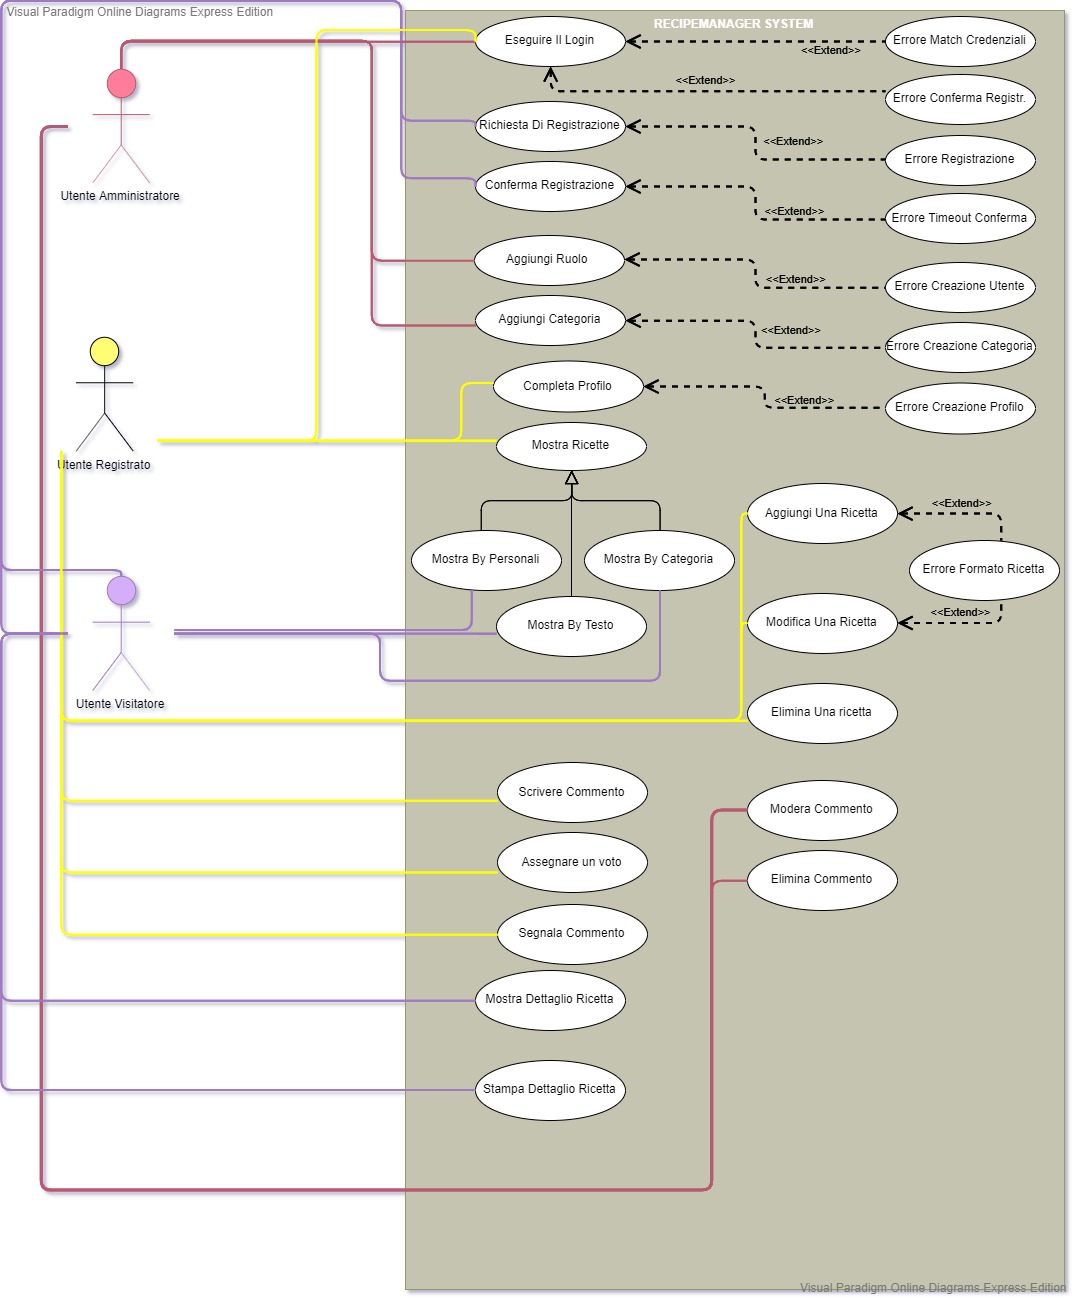 Visual Paradigm Online Diagrams Express Edition
RECIPEMANAGER SYSTEM
Eseguire Il Login
Errore Match Credenziali
<<Extend>>
<<Extend>>
Errore Conferma Registr.
Richiesta Di Registrazione
<<Extend>>
Errore Registrazione
Utente Amministratore
Conferma Registrazione
<<Extend>>
Errore Timeout Conferma
Aggiungi Ruolo
<<Extend>>
Errore Creazione Utente
Aggiungi Categoria
<<Extend>>
Errore Creazione Categoria
Completa Profilo
<<Extend>>
Errore Creazione Profilo
Mostra Ricette
Utente Registrato
<<Extend>>
Aggiungi Una Ricetta
Mostra By Personali
Mostra By Categoria
Errore Formato Ricetta
<<Extend>>
Mostra By Testo
Modifica Una Ricetta
Utente Visitatore
Elimina Una ricetta
Scrivere Commento
Modera Commento
Assegnare un voto
Elimina Commento
Segnala Commento
Mostra Dettaglio Ricetta
Stampa Dettaglio Ricetta
Visual Paradigm Online Diagrams Express Edition